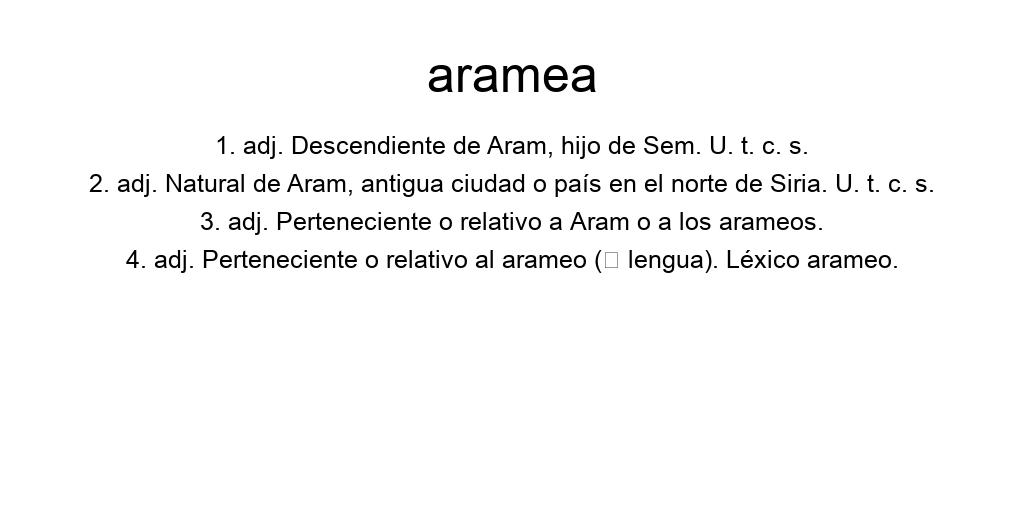 aramea
1. adj. Descendiente de Aram, hijo de Sem. U. t. c. s.
2. adj. Natural de Aram, antigua ciudad o país en el norte de Siria. U. t. c. s.
3. adj. Perteneciente o relativo a Aram o a los arameos.
4. adj. Perteneciente o relativo al arameo (□ lengua). Léxico arameo.